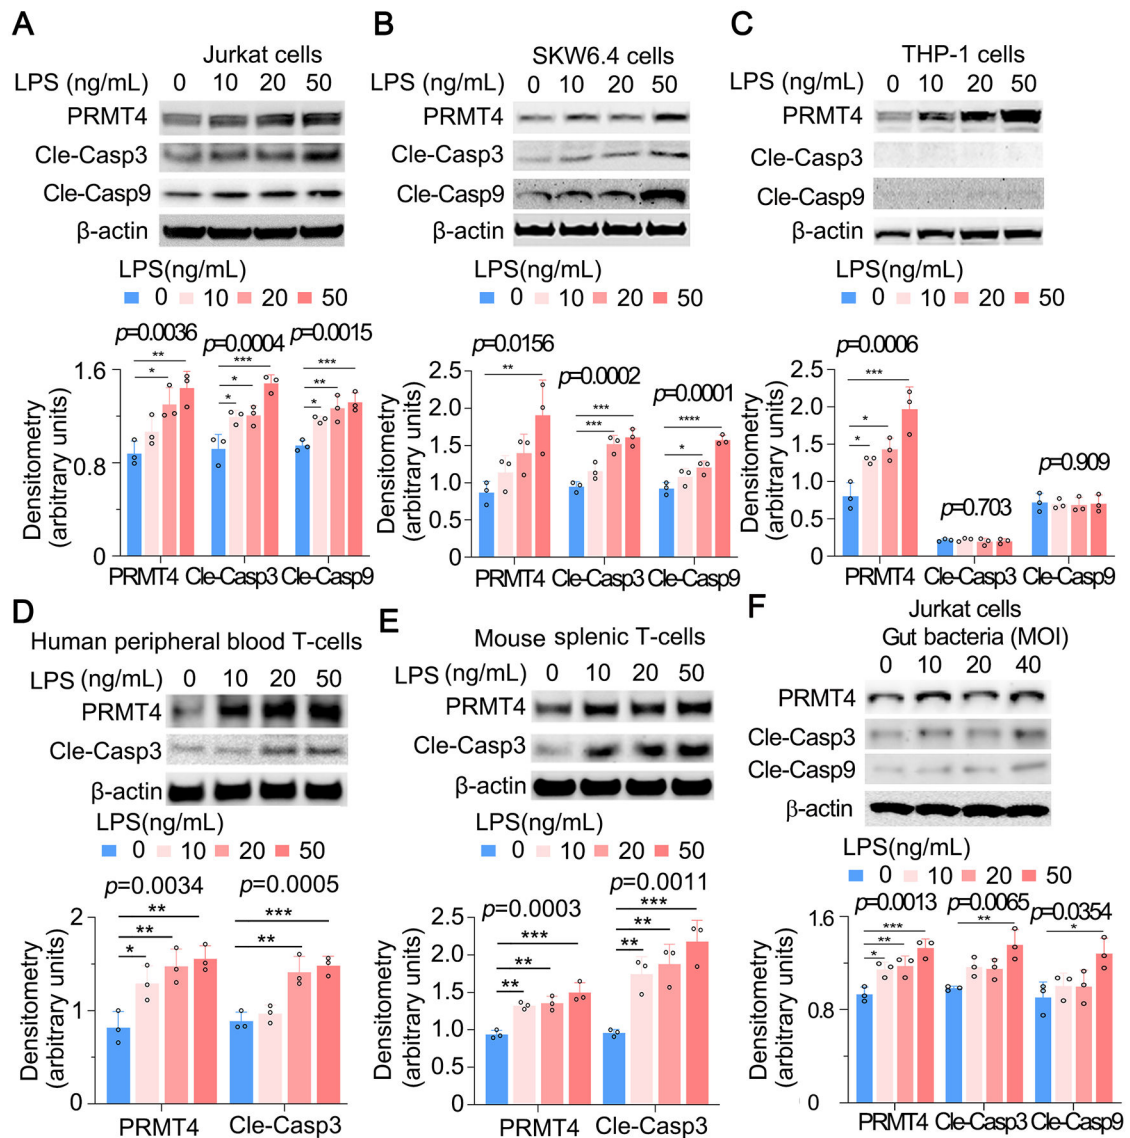 A
Jurkat cells
LPS (ng/mL) 0 10 20 50
PRMT4
Cle-Casp3
Cle-Casp9
β-actin
LPS(ng/mL)
0 10 20 50
p=0.0036 p=0.0004 p=0.0015
** *** ***
* * **
* *
Densitometry
(arbitrary units)
1.6
0.8
0
PRMT4 Cle-Casp3 Cle-Casp9
B
SKW6.4 cells
LPS (ng/mL) 0 10 20 50
PRMT4
Cle-Casp3
Cle-Casp9
β-actin
LPS(ng/mL)
0 10 20 50
p=0.0156 p=0.0002 p=0.0001
** *** ****
*** *
Densitometry
(arbitrary units)
2.5
2.0
1.5
1.0
0.5
0
PRMT4 Cle-Casp3 Cle-Casp9
C
THP-1 cells
LPS (ng/mL) 0 10 20 50
PRMT4
Cle-Casp3
Cle-Casp9
β-actin
LPS(ng/mL)
0 10 20 50
p=0.0006
***
*
*
p=0.703 p=0.909
Densitometry
(arbitrary units)
2.5
2.0
1.5
1.0
0.5
0
PRMT4 Cle-Casp3 Cle-Casp9
D
Human peripheral blood T-cells
LPS (ng/mL) 0 10 20 50
PRMT4
Cle-Casp3
β-actin
LPS(ng/mL)
0 10 20 50
p=0.0034 p=0.0005
** ***
** **
*
Densitometry
(arbitrary units)
2
1
0
PRMT4 Cle-Casp3
E
Mouse splenic T-cells
LPS (ng/mL) 0 10 20 50
PRMT4
Cle-Casp3
β-actin
LPS(ng/mL)
0 10 20 50
p=0.0003 p=0.0011
*** ***
** **
** **
Densitometry
(arbitrary units)
2.5
2.0
1.5
1.0
0.5
0
PRMT4 Cle-Casp3
F
Jurkat cells
Gut bacteria (MOI)
0 10 20 40
PRMT4
Cle-Casp3
Cle-Casp9
β-actin
LPS(ng/mL)
0 10 20 50
p=0.0013 p=0.0065 p=0.0354
*** ** *
**
*
Densitometry
(arbitrary units)
1.6
0.8
0
PRMT4 Cle-Casp3 Cle-Casp9